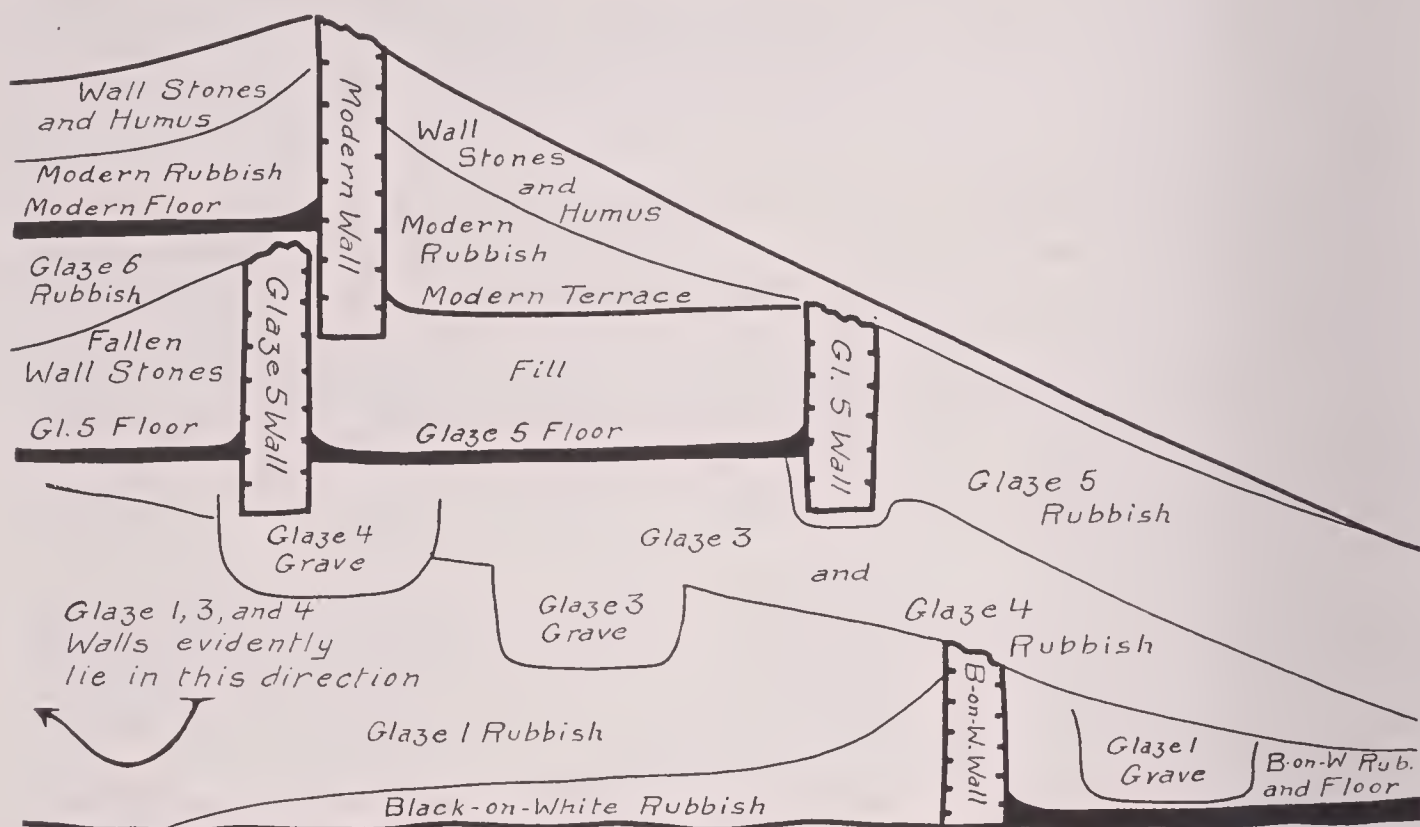 Wall Stones
and Humus
Modern Rubbish
Modern Floor
Modern Wall
Wall
Stones
and
Humus
Modern
Rubbish
Modern Terrace
Glaze 6
Rubbish
Fallen
Wall Stones
Glaze 5 Wall
Fill
Gl. 5 Wall
Gl. 5 Floor
Glaze 5 Floor
Glaze 5
Rubbish
Glaze 4
Grave
Glaze 3
and
Glaze 4
Rubbish
Glaze 3
Grave
Glaze 1, 3, and 4
Walls evidently
lie in this direction
Glaze 1 Rubbish
B-on-W. Wall
Glaze 1
Grave
B-on-W Rub.
and Floor
Black-on-White Rubbish